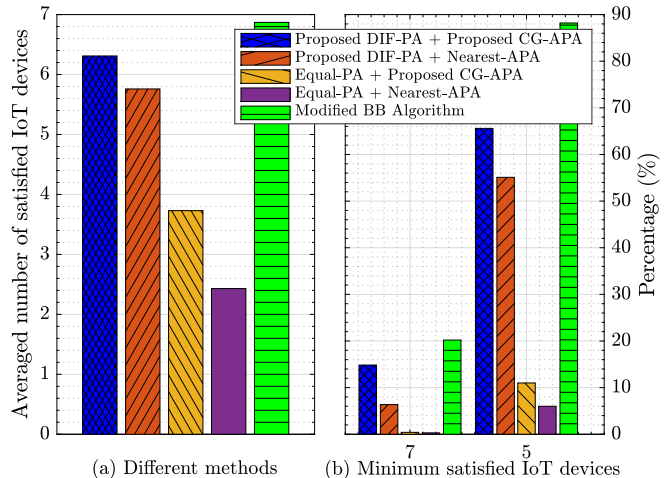 Averaged number of satisfied IoT devices
7
6
5
4
3
2
1
0
(a) Different methods
Proposed DIF-PA + Proposed CG-APA
Proposed DIF-PA + Nearest-APA
Equal-PA + Proposed CG-APA
Equal-PA + Nearest-APA
Modified BB Algorithm
90
80
70
60
50
40
30
20
10
0
Percentage (%)
7 5
(b) Minimum satisfied IoT devices